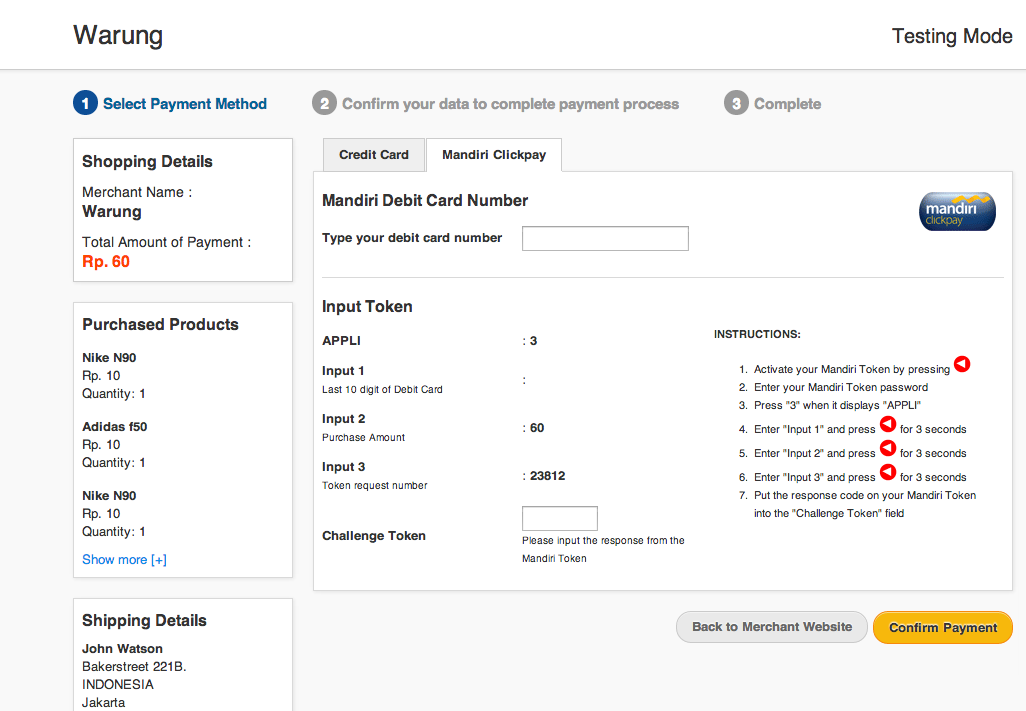 Warung
Testing Mode
1 Select Payment Method
2 Confirm your data to complete payment process
3 Complete
Shopping Details
Merchant Name :
Warung
Total Amount of Payment :
Rp. 60
Purchased Products
Nike N90
Rp. 10
Quantity: 1
Adidas f50
Rp. 10
Quantity: 1
Nike N90
Rp. 10
Quantity: 1
Show more [+]
Shipping Details
John Watson
Bakerstreet 221B.
INDONESIA
Jakarta
Credit Card
Mandiri Clickpay
Mandiri Debit Card Number
mandiri
clickpay
Type your debit card number
Input Token
APPLI : 3
Input 1 :
Last 10 digit of Debit Card
Input 2 : 60
Purchase Amount
Input 3 : 23812
Token request number
Challenge Token
Please input the response from the
Mandiri Token
INSTRUCTIONS:
1. Activate your Mandiri Token by pressing
2. Enter your Mandiri Token password
3. Press "3" when it displays "APPLI"
4. Enter "Input 1" and press for 3 seconds
5. Enter "Input 2" and press for 3 seconds
6. Enter "Input 3" and press for 3 seconds
7. Put the response code on your Mandiri Token
into the "Challenge Token" field
Back to Merchant Website
Confirm Payment